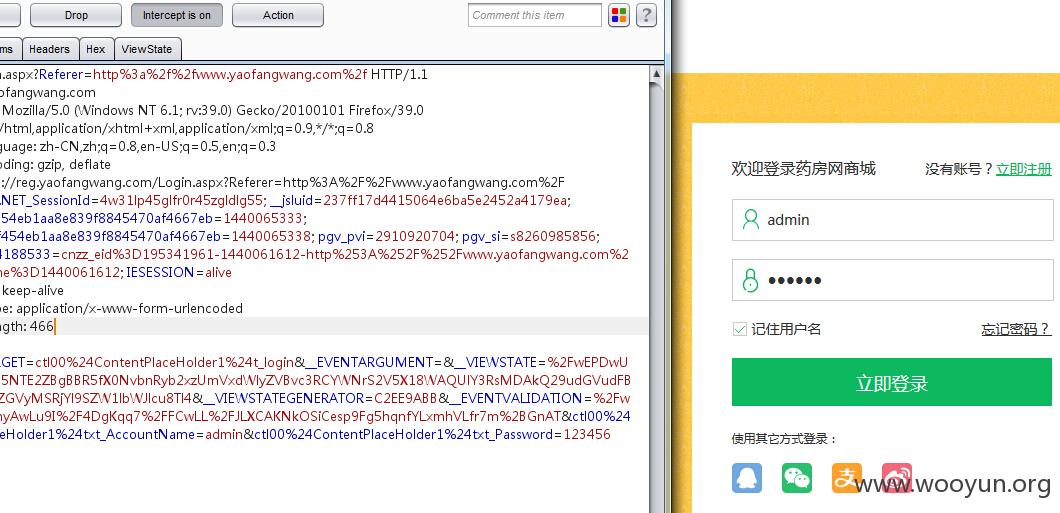 Drop
Intercept is on
Action
Comment this item
?
ms
Headers
Hex
ViewState
n.aspx?Referer=http%3a%2f%2fwww.yaofangwang.com%2f HTTP/1.1
aofangwang.com
Mozilla/5.0 (Windows NT 6.1; rv:39.0) Gecko/20100101 Firefox/39.0
/html,application/xhtml+xml,application/xml;q=0.9,*/*;q=0.8
guage: zh-CN,zh;q=0.8,en-US;q=0.5,en;q=0.3
oding: gzip, deflate
://reg.yaofangwang.com/Login.aspx?Referer=http%3A%2F%2Fwww.yaofangwang.com%2F
.NET_SessionId=4w31lp45glfr0r45zgldlg55; __jsluid=237ff17d4415064e6ba5e2452a4179ea;
454eb1aa8e839f8845470af4667eb=1440065333;
f454eb1aa8e839f8845470af4667eb=1440065338; pgv_pvi=2910920704; pgv_si=s8260985856;
4188533=cnzz_eid%3D195341961-1440061612-http%253A%252F%252Fwww.yaofangwang.com%2
ne%3D1440061612; IESESSION=alive
keep-alive
pe: application/x-www-form-urlencoded
ngth: 466
GET=ctl00%24ContentPlaceHolder1%24t_login&__EVENTARGUMENT=&__VIEWSTATE=%2FwEPDwU
5NTE2ZBgBBR5fX0NvbnRyb2xzUmVxdWlyZVBvc3RCYWNrS2V5X18WAQUlY3RsMDAkQ29udGVudFB
ZGVyMSRjYl9SZW1lbWJlcu8Tl4&__VIEWSTATEGENERATOR=C2EE9ABB&__EVENTVALIDATION=%2Fw
nyAwLu9I%2F4DgKqq7%2FFCwLL%2FJLXCAKNkOSiCesp9Fg5hqnfYLxmhVLfr7m%2BGnAT&ctl00%24
eHolder1%24txt_AccountName=admin&ctl00%24ContentPlaceHolder1%24txt_Password=123456
欢迎登录药房网商城
没有账号？立即注册
admin
记住用户名
忘记密码？
立即登录
使用其它方式登录：
支
www.wooyun.org